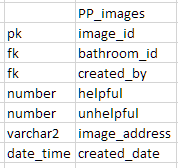 PP_images
pk image_id
fk bathroom_id
fk created_by
number helpful
number unhelpful
varchar2 image_address
date_time created_date